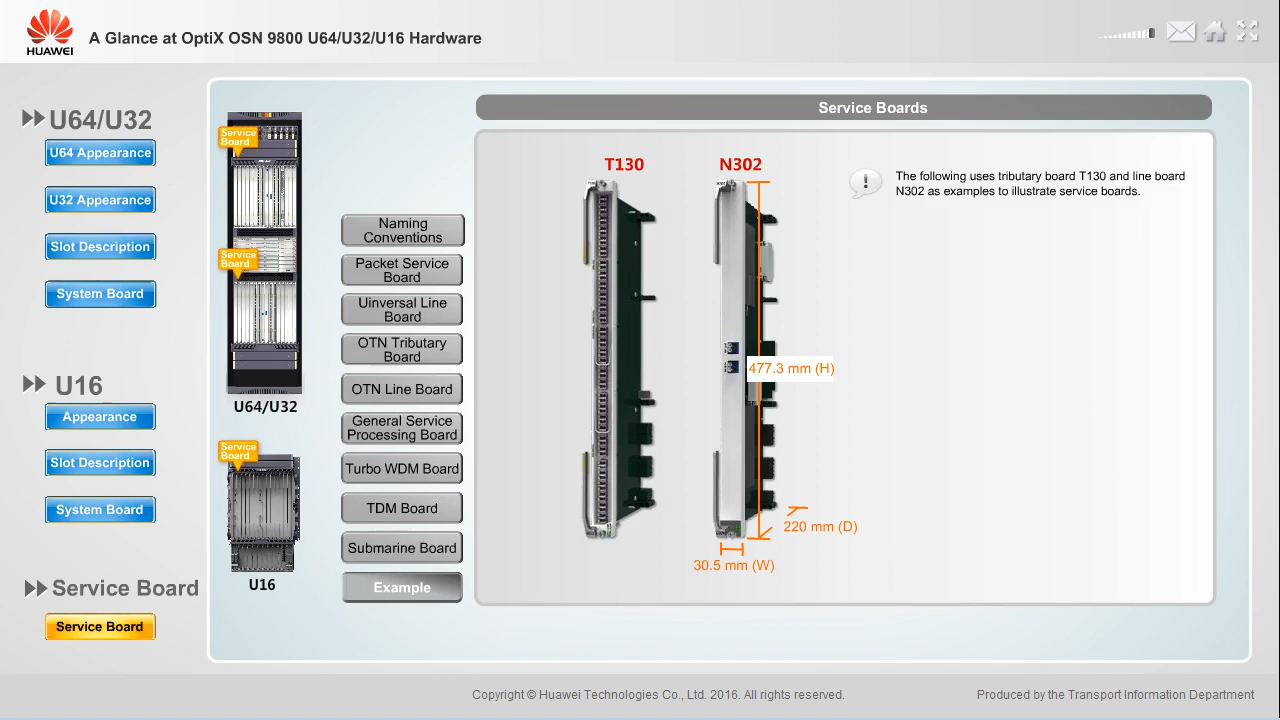 HUAWEI
A Glance at OptiX OSN 9800 U64/U32/U16 Hardware
U64/U32
U64 Appearance
U32 Appearance
Slot Description
System Board
U16
Appearance
Slot Description
System Board
Service Board
Service Board
Service
Board
Service
Board
U64/U32
Service
Board
U16
Naming
Conventions
Packet Service
Board
Uinversal Line
Board
OTN Tributary
Board
OTN Line Board
General Service
Processing Board
Turbo WDM Board
TDM Board
Submarine Board
Example
Service Boards
T130
N302
The following uses tributary board T130 and line board
N302 as examples to illustrate service boards.
477.3 mm (H)
220 mm (D)
30.5 mm (W)
Copyright © Huawei Technologies Co., Ltd. 2016. All rights reserved.
Produced by the Transport Information Department